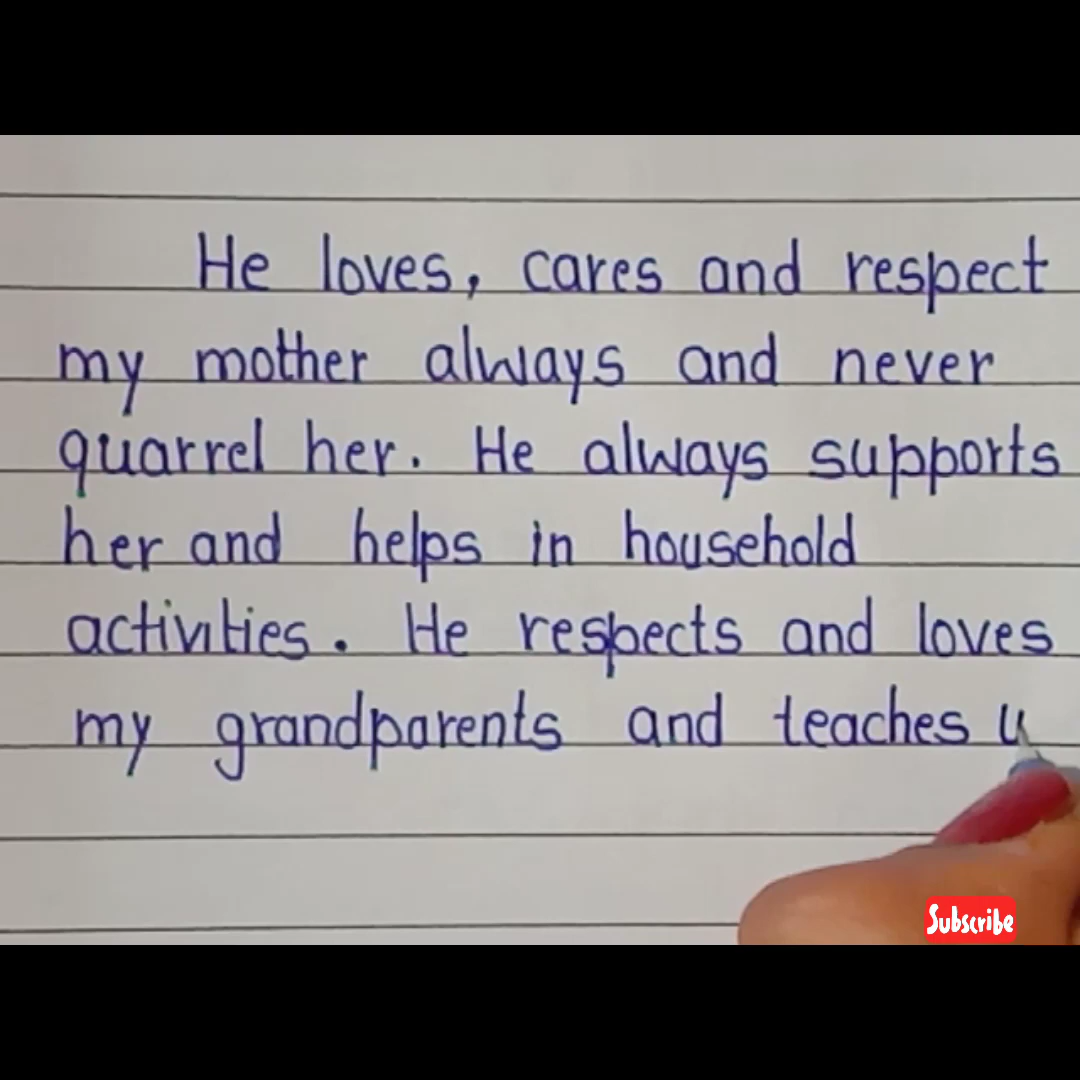 He loves, cares and respect
my mother always and never
quarrel her. He always supports
her and helps in household
activities. He respects and loves
my grandparents and teaches u
Subscribe